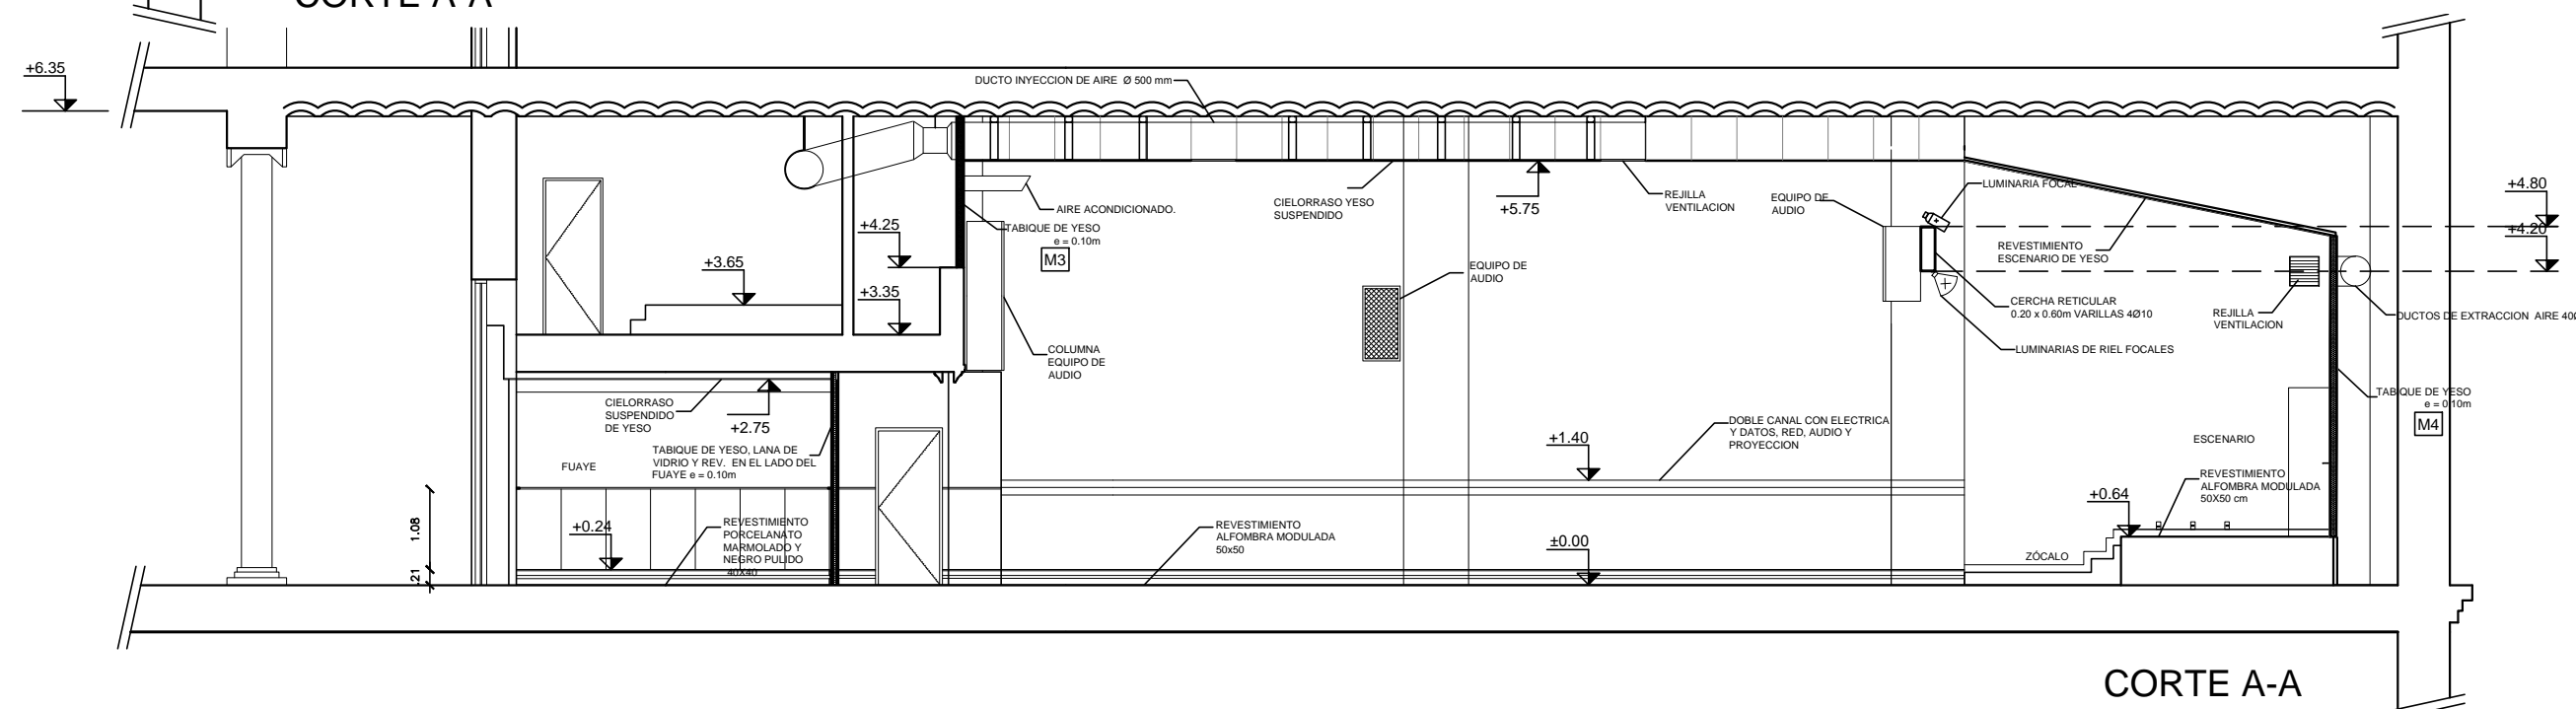 CORTE A-A
+6.35
DUCTO INYECCION DE AIRE Ø 500 mm
AIRE ACONDICIONADO.
TABIQUE DE YESO
e = 0.10m
M3
CIELORRASO YESO
SUSPENDIDO
+5.75
REJILLA
VENTILACION
EQUIPO DE
AUDIO
LUMINARIA FOCAL
+4.80
+4.20
REVESTIMIENTO
ESCENARIO DE YESO
+4.25
+3.65
+3.35
EQUIPO DE
AUDIO
CERCHA RETICULAR
0.20 x 0.60m VARILLAS 4Ø10
REJILLA
VENTILACION
DUCTOS DE EXTRACCION AIRE 40Ø
LUMINARIAS DE RIEL FOCALES
COLUMNA
EQUIPO DE
AUDIO
CIELORRASO
SUSPENDIDO
DE YESO
+2.75
TABIQUE DE YESO
e = 0.10m
M4
TABIQUE DE YESO, LANA DE
VIDRIO Y REV. EN EL LADO DEL
FUAYE e = 0.10m
FUAYE
+1.40
DOBLE CANAL CON ELECTRICA
Y DATOS, RED, AUDIO Y
PROYECCION
ESCENARIO
REVESTIMIENTO
ALFOMBRA MODULADA
50X50 cm
+0.64
1.08
.21
+0.24
REVESTIMIENTO
PORCELANATO
MARMOLADO Y
NEGRO PULIDO
40X40
REVESTIMIENTO
ALFOMBRA MODULADA
50x50
±0.00
ZÓCALO
CORTE A-A